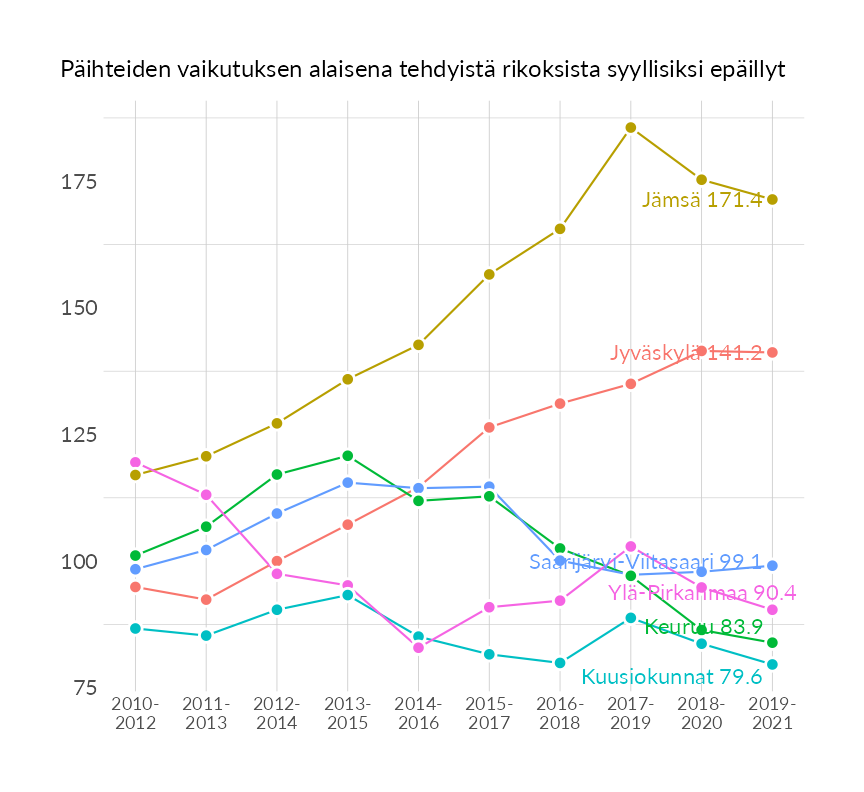 Päihteiden vaikutuksen alaisena tehdyistä rikoksista syyllisiksi epäillyt
175
150
125
100
75
Jämsä 171.4
Jyväskylä 141.2
Saarijärvi-Viitasaari 99.1
Ylä-Pirkanmaa 90.4
Keuruu 83.9
Kuusiokunnat 79.6
2010- 2011- 2012- 2013- 2014- 2015- 2016- 2017- 2018- 2019-
2012 2013 2014 2015 2016 2017 2018 2019 2020 2021